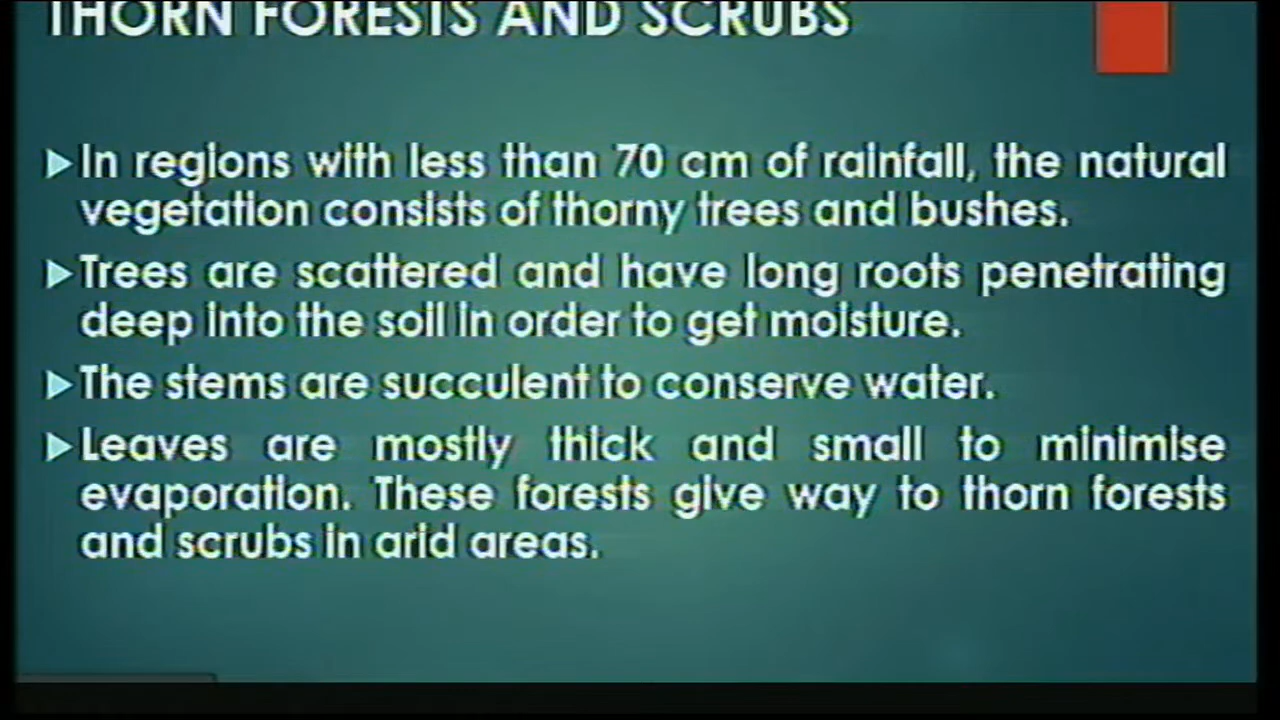 THORN FORESTS AND SCRUBS
In regions with less than 70 cm of rainfall, the natural
vegetation consists of thorny trees and bushes.
Trees are scattered and have long roots penetrating
deep into the soil in order to get moisture.
The stems are succulent to conserve water.
Leaves are mostly thick and small to minimise
evaporation. These forests give way to thorn forests
and scrubs in arid areas.